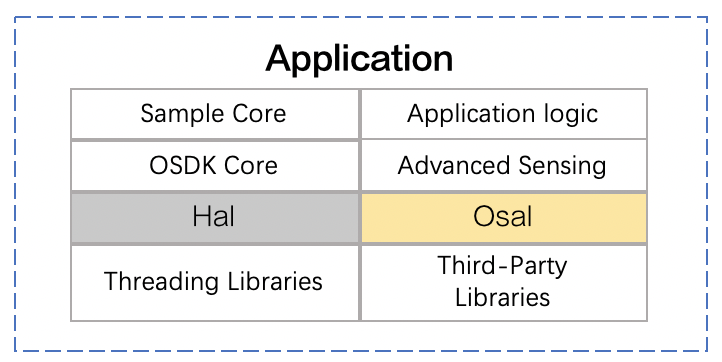 Application
Sample Core
Application logic
OSDK Core
Advanced Sensing
Hal
Osal
Threading Libraries
Third-Party
Libraries